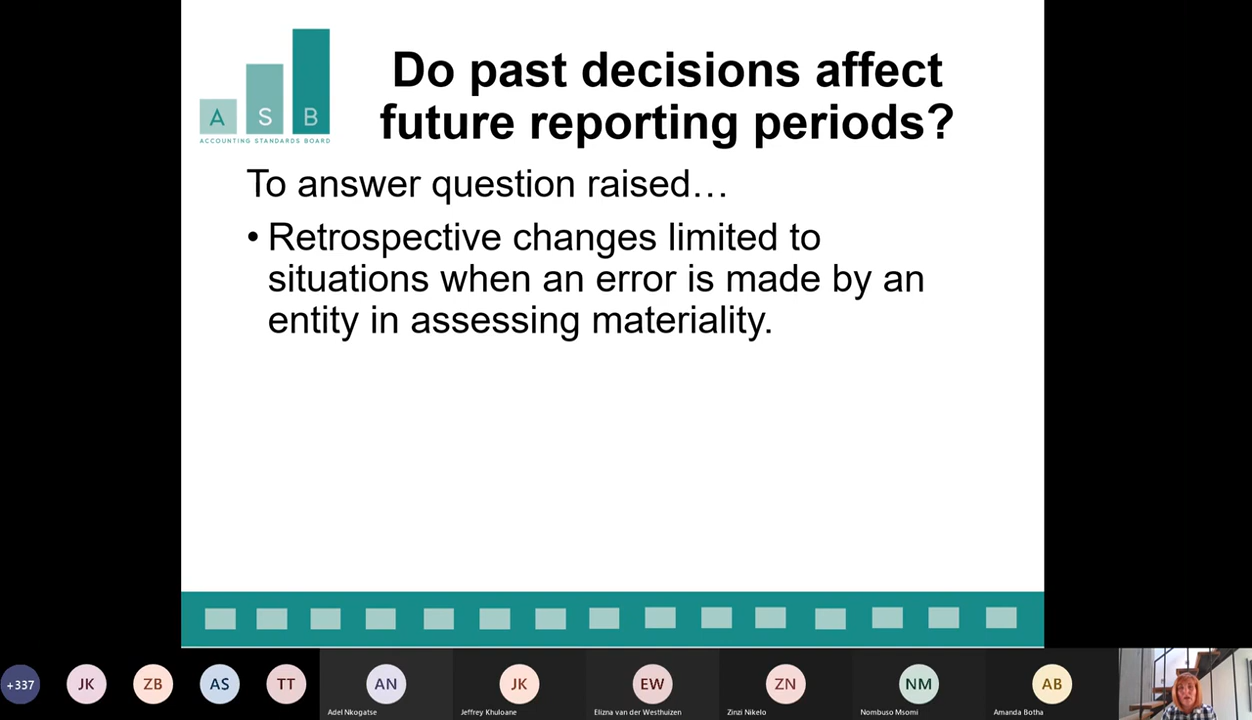 A S B
ACCOUNTING STANDARDS BOARD
Do past decisions affect
future reporting periods?
To answer question raised…
• Retrospective changes limited to
situations when an error is made by an
entity in assessing materiality.
+337
JK
ZB
AS
TT
AN
Adel Nkogatse
JK
Jeffrey Khuloane
EW
Elizna van der Westhuizen
ZN
Zinzi Nikelo
NM
Nombuso Msomi
AB
Amanda Botha